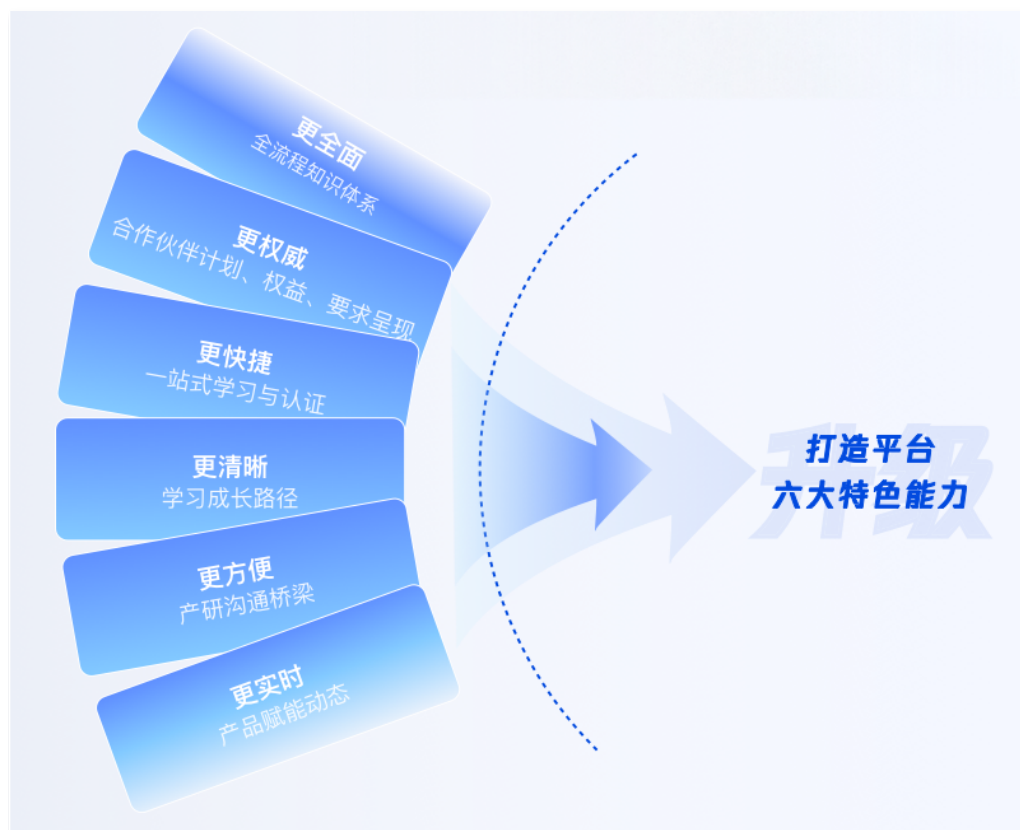 更全面
全流程知识体系
更权威
合作伙伴计划、权益、要求呈现
更快捷
一站式学习与认证
更清晰
学习成长路径
更方便
产研沟通桥梁
更实时
产品赋能动态
升级
打造平台
六大特色能力